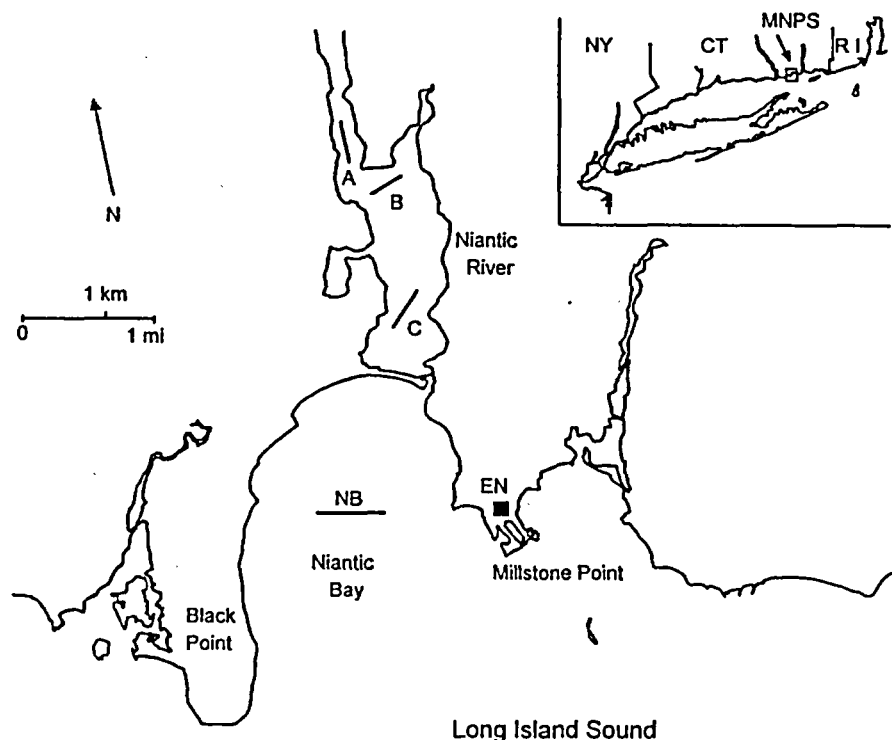 MNPS
NY
CT
R I
A
B
N
Niantic
River
1 km
0
1 mi
C
EN
NB
Niantic
Bay
Millstone Point
Black
Point
Long Island Sound